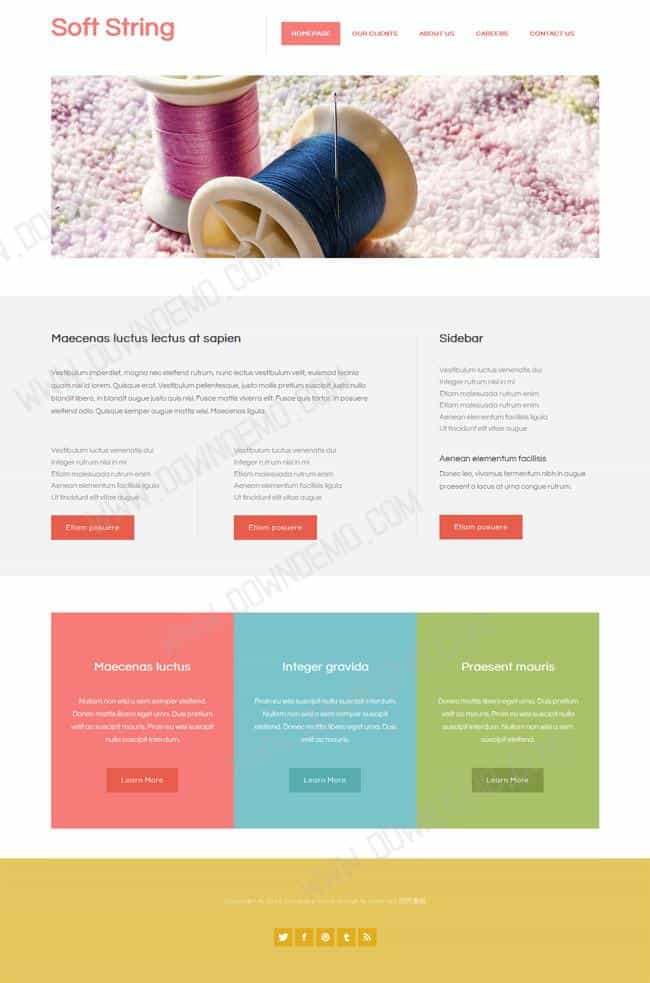 Soft String
HOMEPAGE
OUR CLIENTS
ABOUT US
CAREERS
CONTACT US
Maecenas luctus lectus at sapien
Vestibulum imperdiet, magna nec eleifend rutrum, nunc lectus vestibulum velit, euismod lacinia
quam nisl id lorem. Quisque erat. Vestibulum pellentesque, justo mollis pretium suscipit, justo nulla
blandit libero, in blandit augue justo quis nisl. Fusce mattis viverra elit. Fusce quis tortor. In posuere
eleifend odio. Quisque semper augue mattis wisi. Maecenas ligula.
Vestibulum luctus venenatis dui
Integer rutrum nisl in mi
Etiam malesuada rutrum enim
Aenean elementum facilisis ligula
Ut tincidunt elit vitae augue
Etiam posuere
Vestibulum luctus venenatis dui
Integer rutrum nisl in mi
Etiam malesuada rutrum enim
Aenean elementum facilisis ligula
Ut tincidunt elit vitae augue
Etiam posuere
Sidebar
Vestibulum luctus venenatis dui
Integer rutrum nisl in mi
Etiam malesuada rutrum enim
Etiam malesuada rutrum enim
Aenean elementum facilisis ligula
Ut tincidunt elit vitae augue
Aenean elementum facilisis
Donec leo, vivamus fermentum nibh in augue
praesent a lacus at urna congue rutrum.
Etiam posuere
Maecenas luctus
Nullam non wisi a sem semper eleifend.
Donec mattis libero eget urna. Duis pretium
velit ac mauris. Proin eu wisi suscipit
nulla suscipit interdum.
Learn More
Integer gravida
Proin eu wisi suscipit nulla suscipit interdum.
Nullam non wisi a sem semper suscipit
eleifend. Donec mattis libero eget urna. Duis
velit ac mauris.
Learn More
Praesent mauris
Donec mattis libero eget urna. Duis pretium
velit ac mauris. Proin eu wisi suscipit nulla
suscipit interdum. Nullam non wisi a sem
suscipit eleifend.
Learn More
WWW.DOWNDEMO.COM